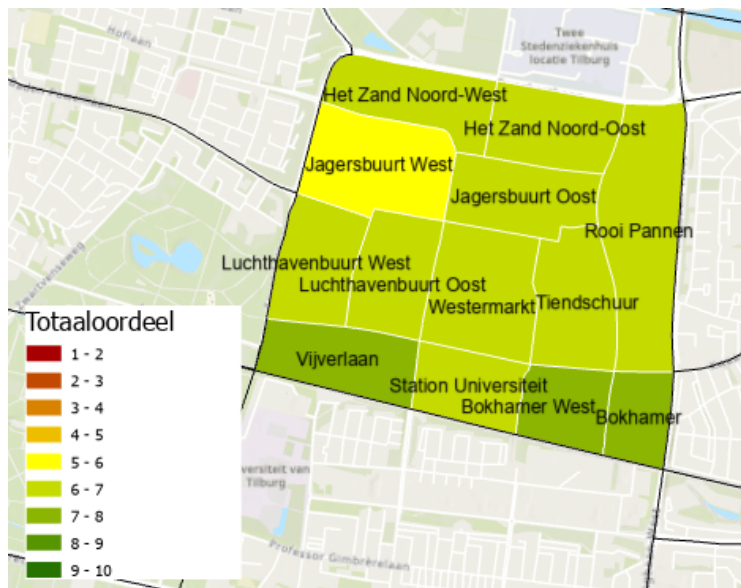 Hoflaan
Twee
Stedenziekenhuis
locatie Tilburg
Het Zand Noord-West
Het Zand Noord-Oost
Jagersbuurt West
Jagersbuurt Oost
Rooi Pannen
Zwartvenseweg
Luchthavenbuurt West
Luchthavenbuurt Oost
Westermarkt
Tiendschuur
Totaaloordeel
1 - 2
2 - 3
3 - 4
4 - 5
5 - 6
6 - 7
7 - 8
8 - 9
9 - 10
Vijverlaan
Station Universiteit
Bokhamer West
Bokhamer
versiteit van
Tilburg
Professor Gimbrèrelaan